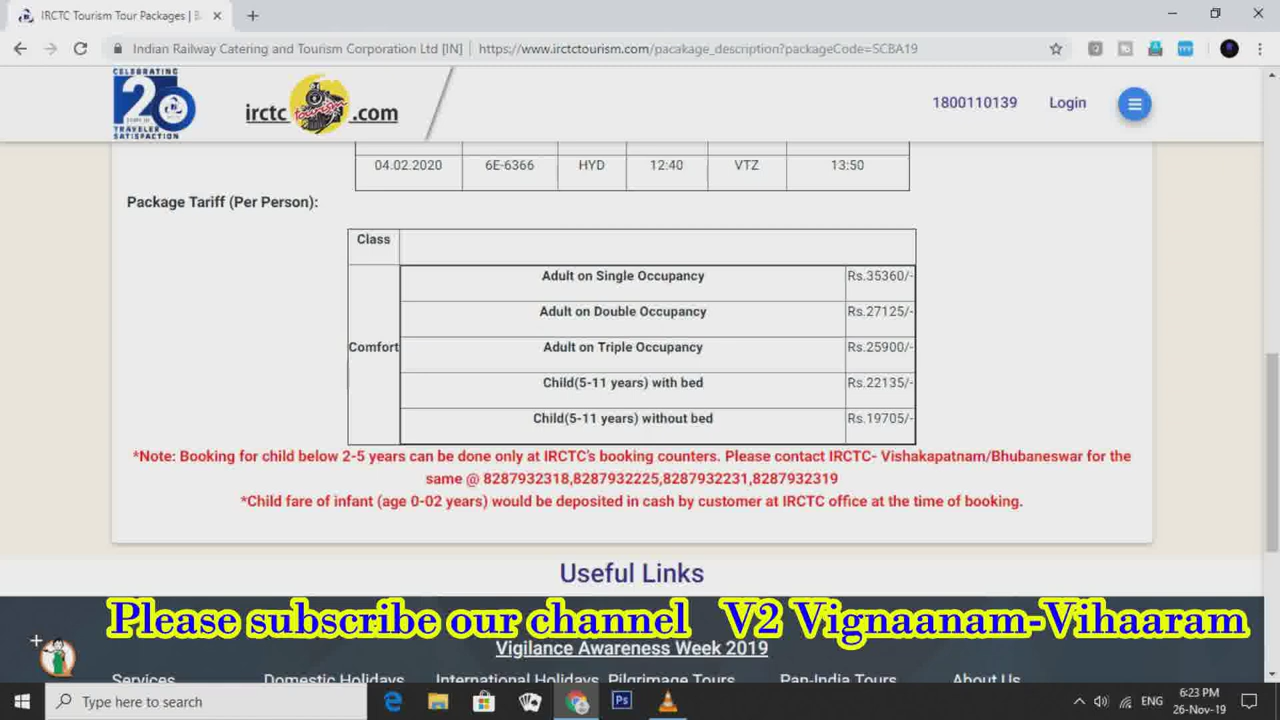 IRCTC Tourism Tour Packages |
Indian Railway Catering and Tourism Corporation Ltd [IN] | https://www.irctctourism.com/pacakage_description?packageCode=SCBA19
CELEBRATING
20
TRAVELER
SATISFACTION
irctc tourism .com
1800110139 Login
04.02.2020 6E-6366 HYD 12:40 VTZ 13:50
Package Tariff (Per Person):
Class
Comfort
Adult on Single Occupancy Rs.35360/-
Adult on Double Occupancy Rs.27125/-
Adult on Triple Occupancy Rs.25900/-
Child(5-11 years) with bed Rs.22135/-
Child(5-11 years) without bed Rs.19705/-
*Note: Booking for child below 2-5 years can be done only at IRCTC's booking counters. Please contact IRCTC- Vishakapatnam/Bhubaneswar for the
same @ 8287932318,8287932225,8287932231,8287932319
*Child fare of infant (age 0-02 years) would be deposited in cash by customer at IRCTC office at the time of booking.
Useful Links
Please subscribe our channel V2 Vignaanam-Vihaaram
Vigilance Awareness Week 2019
Services Domestic Holidays International Holidays Pilgrimage Tours Pan-India Tours About Us
Type here to search
Ps
ENG
6:23 PM
26-Nov-19